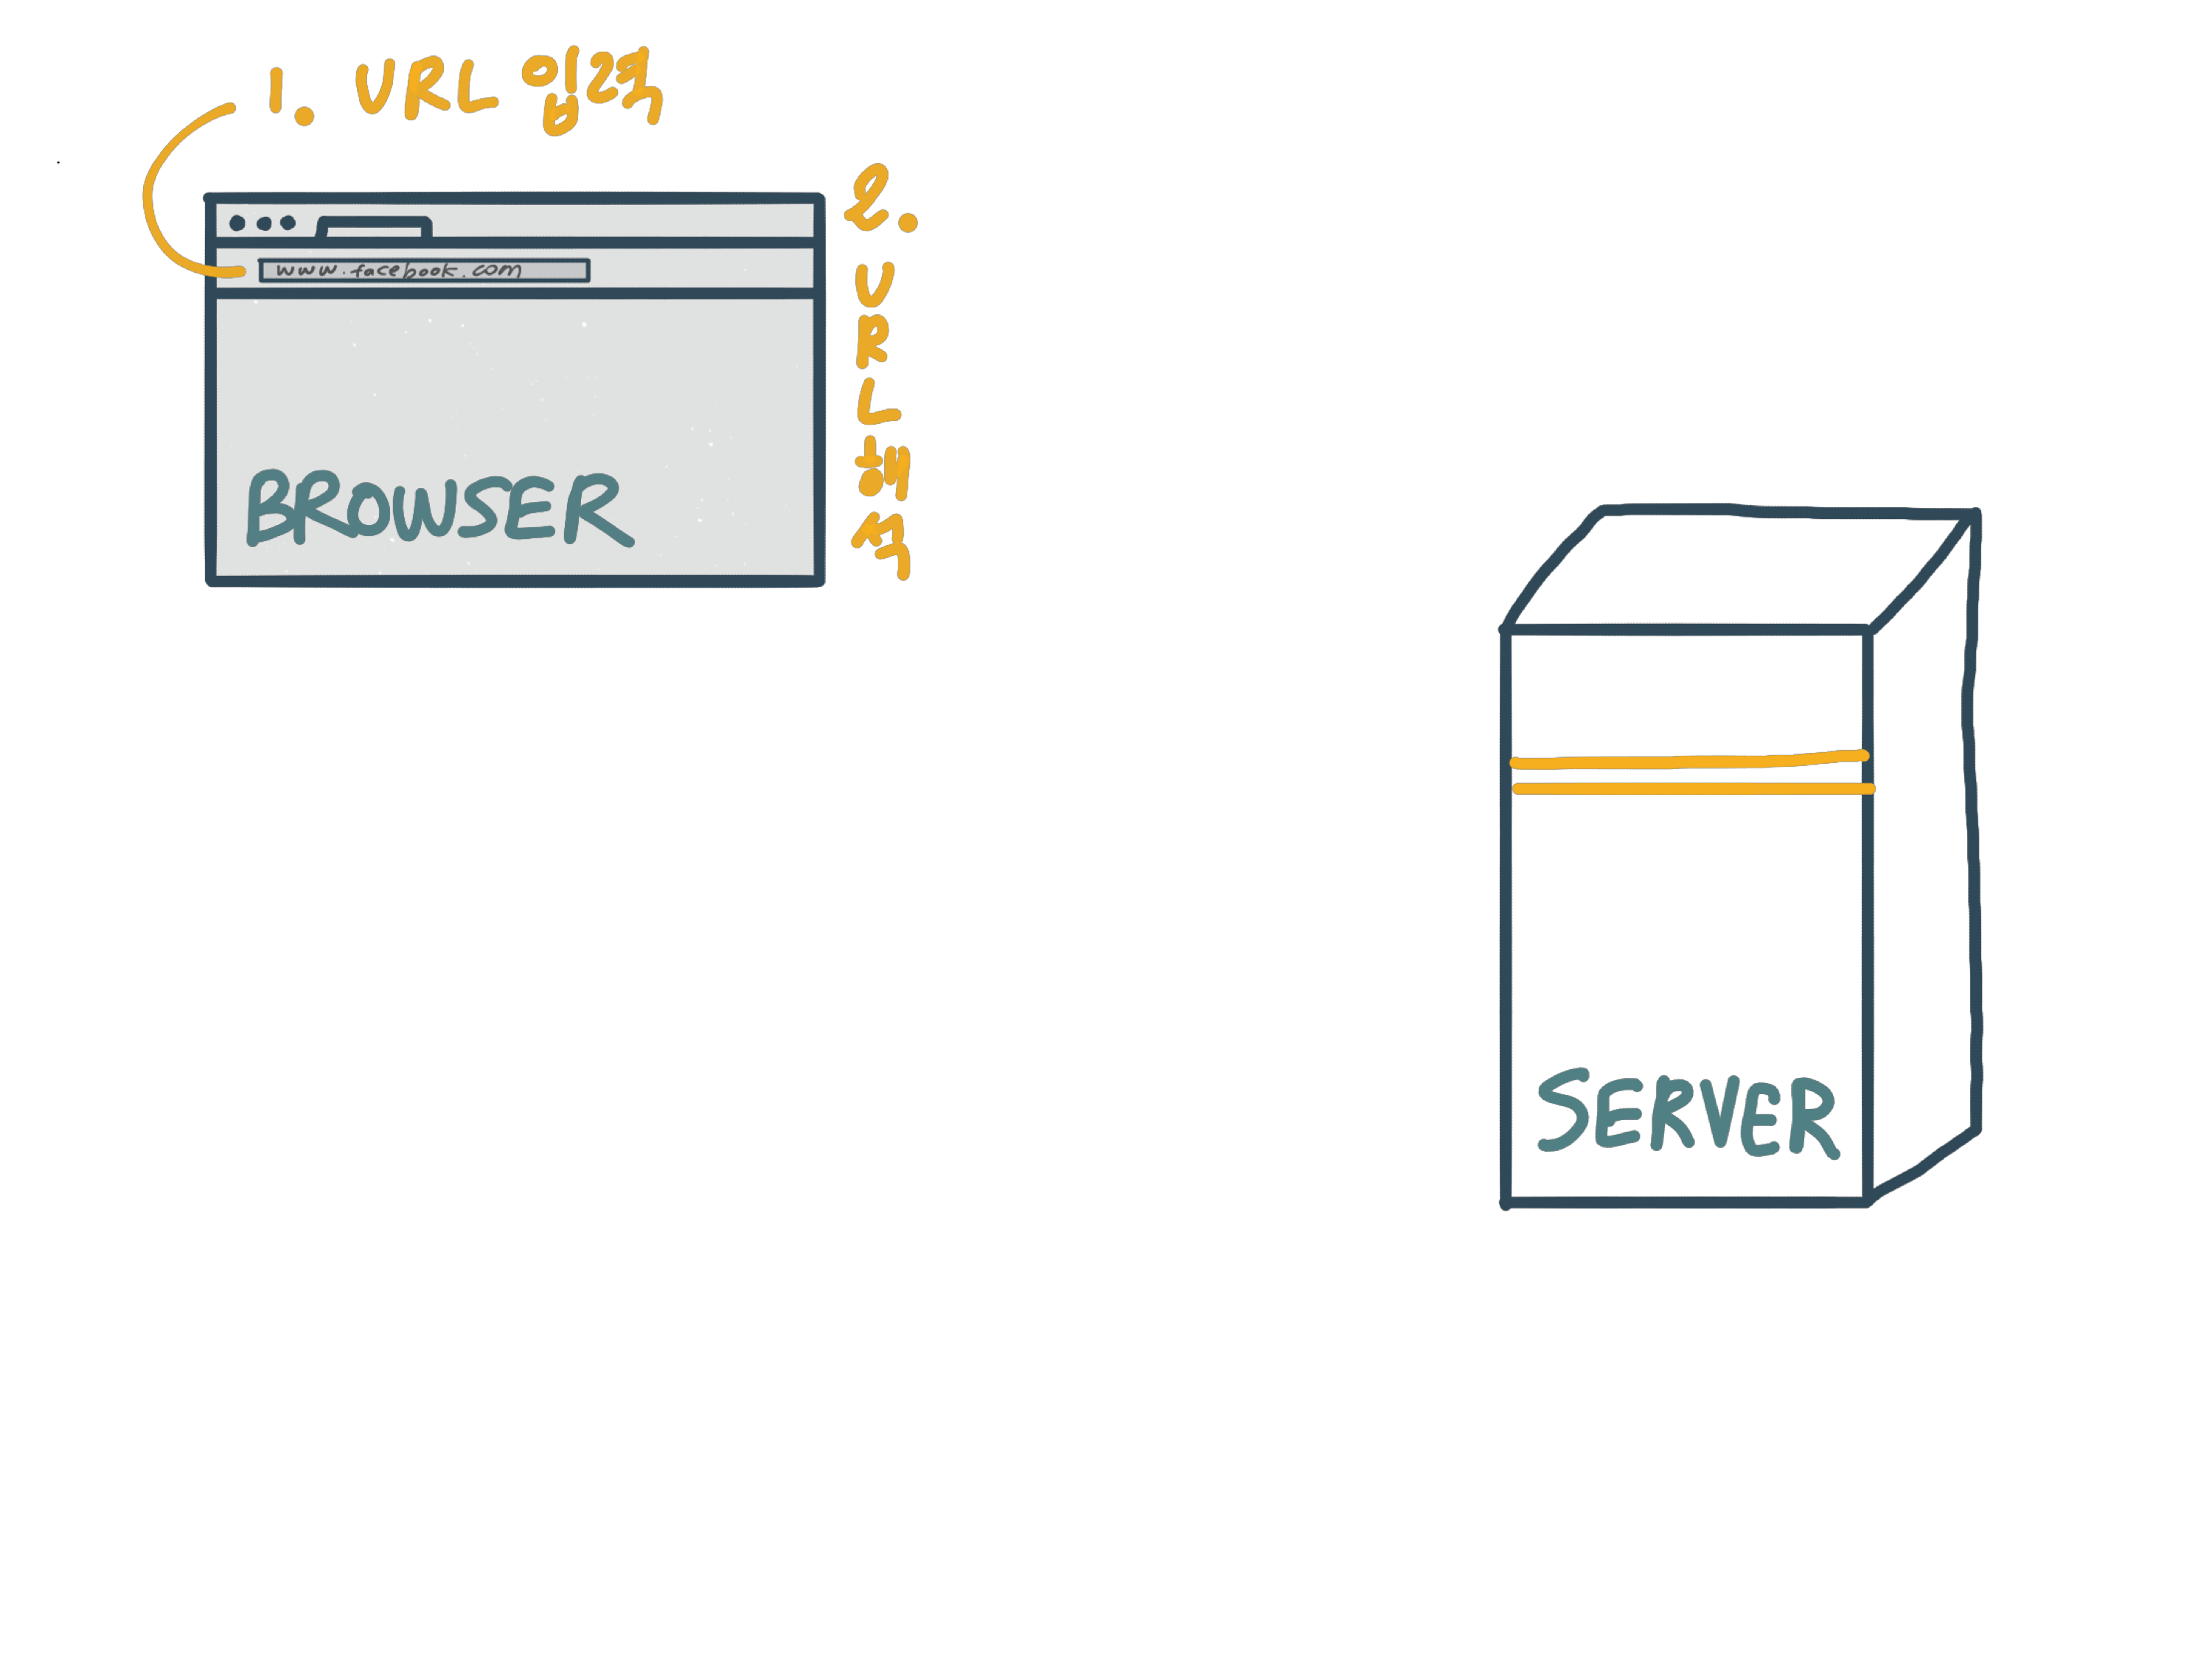 1. URL 입력
www.facebook.com
BROWSER
2. URL 해석
SERVER